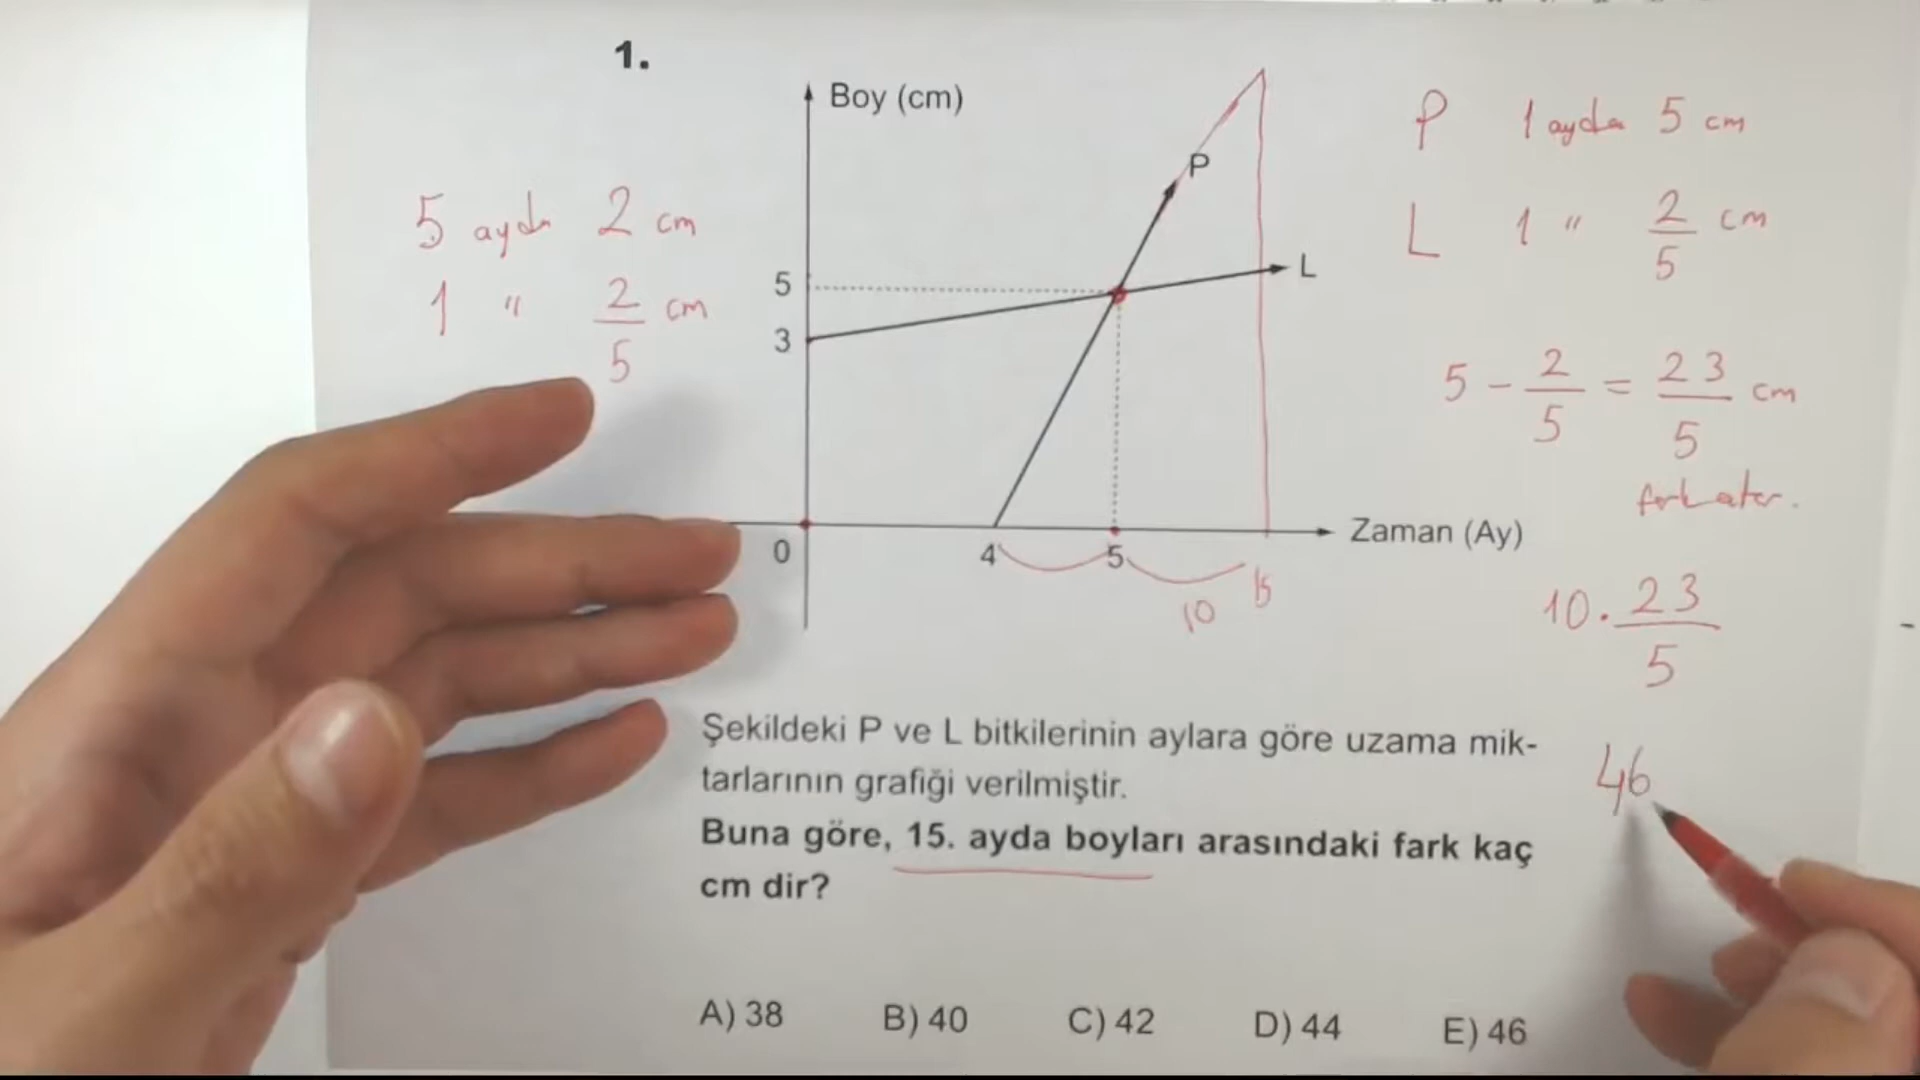 1.
Boy (cm)
P
L
5
3
0
4
5
15
10
Zaman (Ay)
5 ayda 2 cm
1 " 2/5 cm
P 1 ayda 5 cm
L 1 " 2/5 cm
5 - 2/5 = 23/5 cm
fark atar.
10 . 23/5
46
Şekildeki P ve L bitkilerinin aylara göre uzama mik-
tarlarının grafiği verilmiştir.
Buna göre, 15. ayda boyları arasındaki fark kaç
cm dir?
A) 38 B) 40 C) 42 D) 44 E) 46